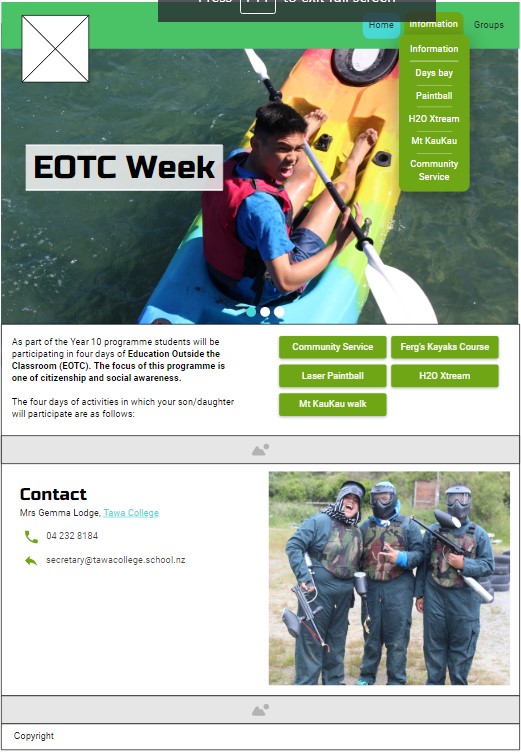 to exit full screen
Home
Information
Groups
Information
Days bay
Paintball
H2O Xtream
Mt KauKau
Community
Service
EOTC Week
As part of the Year 10 programme students will be
participating in four days of Education Outside the
Classroom (EOTC). The focus of this programme is
one of citizenship and social awareness.
The four days of activities in which your son/daughter
will participate are as follows:
Community Service
Ferg's Kayaks Course
Laser Paintball
H2O Xtream
Mt KauKau walk
Contact
Mrs Gemma Lodge, Tawa College
04 232 8184
secretary@tawacollege.school.nz
Copyright